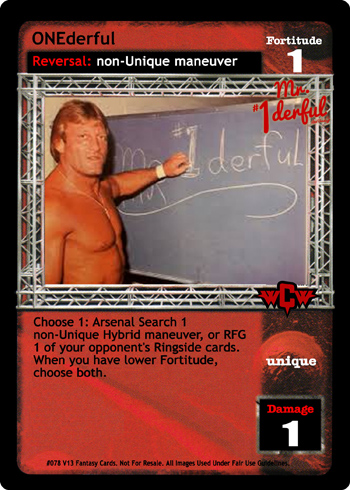 ONEderful
Fortitude
1
Reversal: non-Unique maneuver
Mr.
#1derful
Mr. #1derful
WCW
Choose 1: Arsenal Search 1
non-Unique Hybrid maneuver, or RFG
1 of your opponent's Ringside cards.
When you have lower Fortitude,
choose both.
unique
Damage
1
#078 V13 Fantasy Cards. Not For Resale. All Images Used Under Fair Use Guidelines.